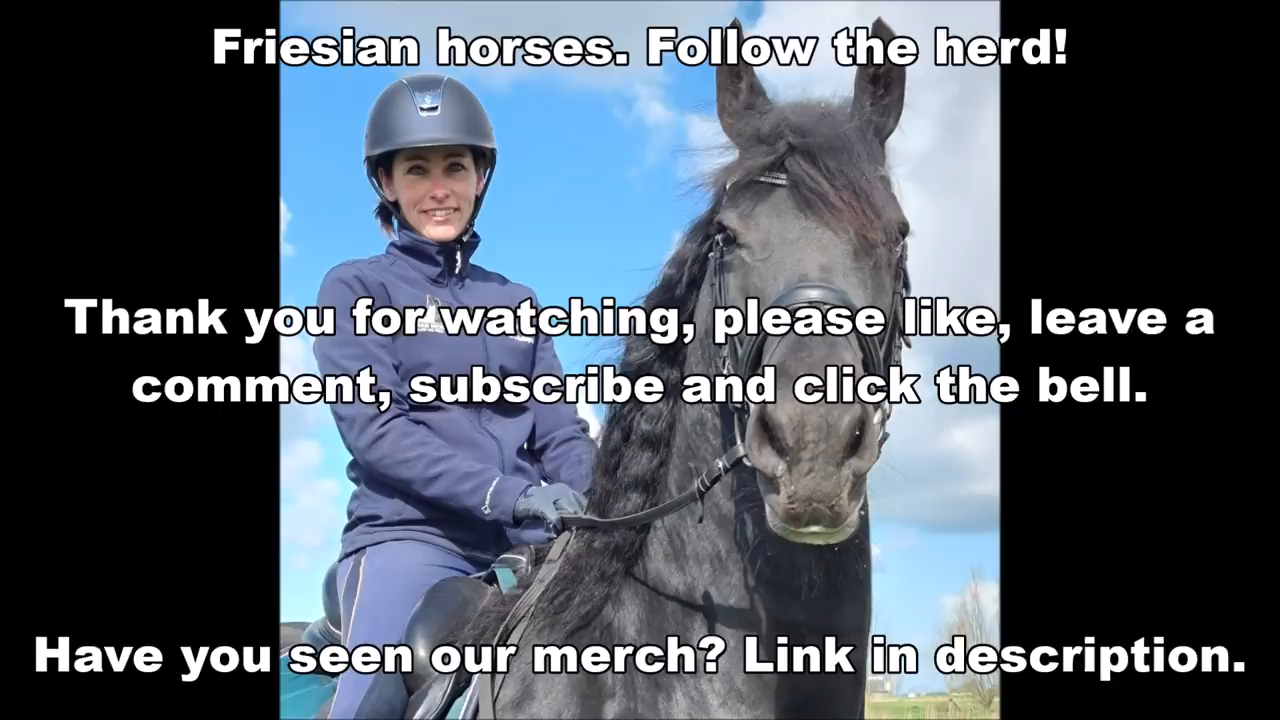 Friesian horses. Follow the herd!
Thank you for watching, please like, leave a
comment, subscribe and click the bell.
Have you seen our merch? Link in description.